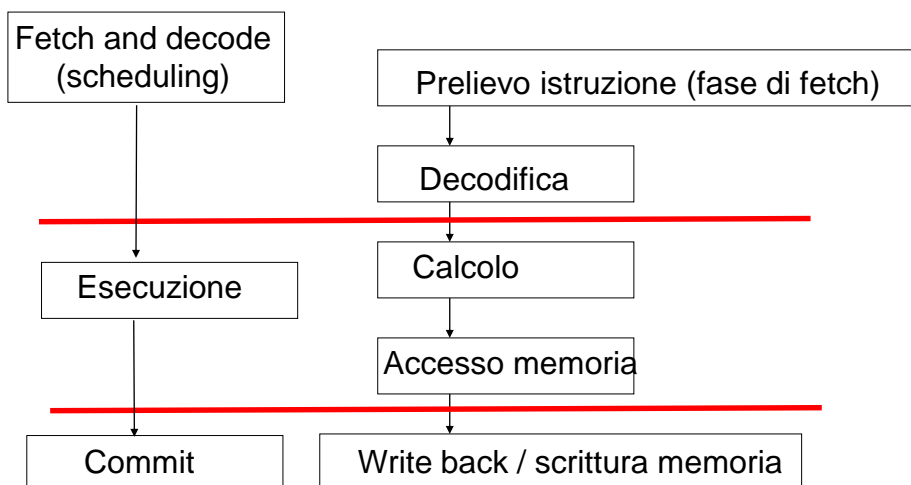 Fetch and decode
(scheduling)
Prelievo istruzione (fase di fetch)
Decodifica
Esecuzione
Calcolo
Accesso memoria
Commit
Write back / scrittura memoria